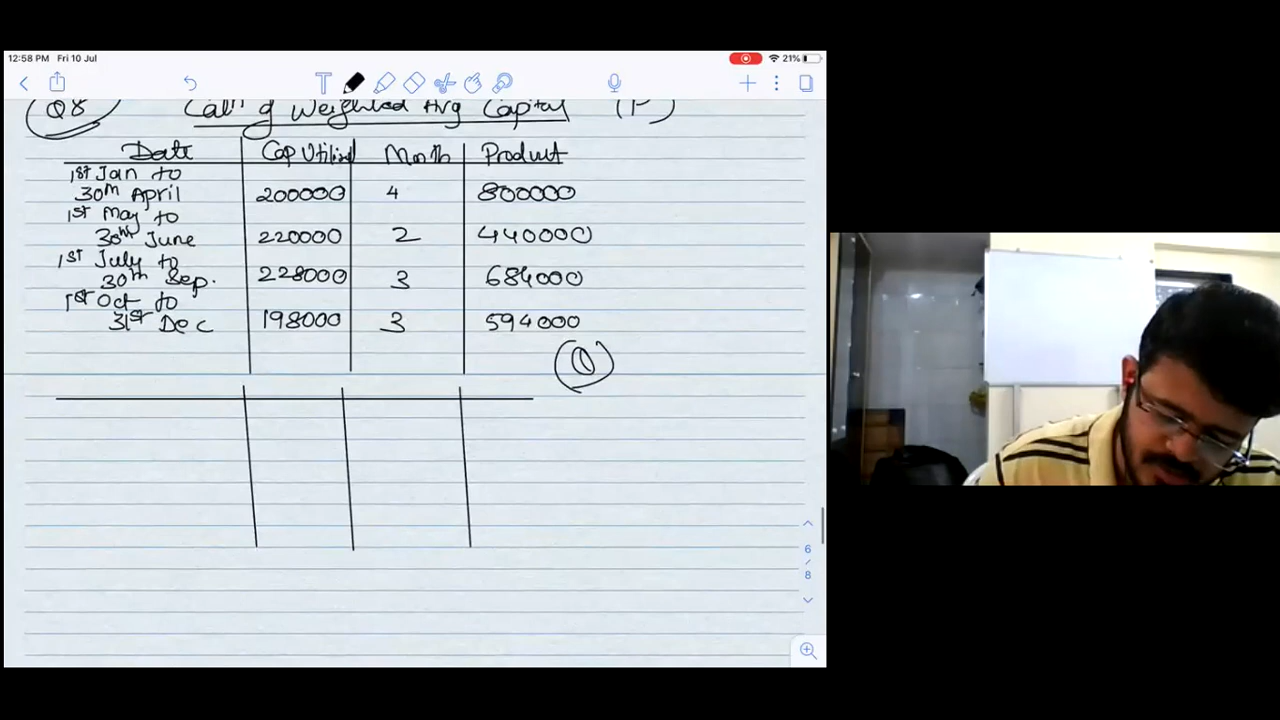 12:58 PM Fri 10 Jul
21%
T
Q8 Calⁿ of Weighted Avg Capital (P)
Date Cap Utilised Month Product
1st Jan to
30th April 200000 4 800000
1st May to
30th June 220000 2 440000
1st July to
30th Sep. 228000 3 684000
1st Oct to
31st Dec 198000 3 594000
6
/
8